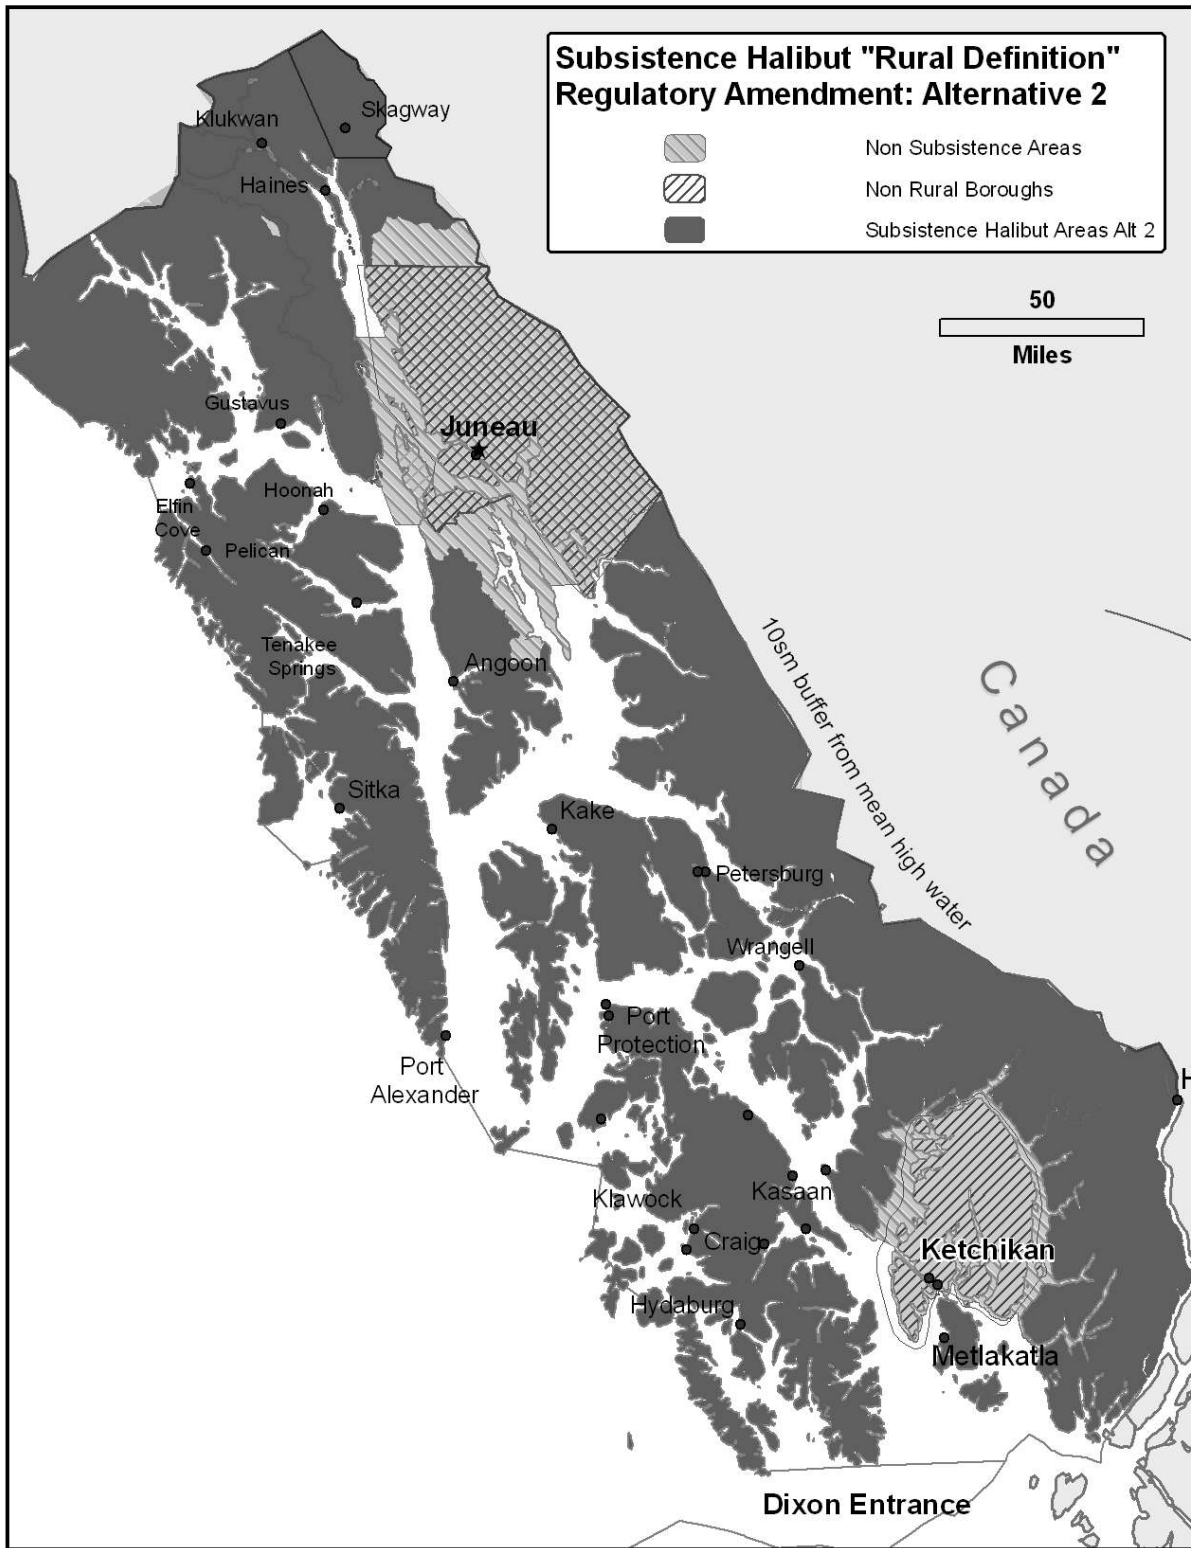 Subsistence Halibut "Rural Definition"
Regulatory Amendment: Alternative 2
Non Subsistence Areas
Non Rural Boroughs
Subsistence Halibut Areas Alt 2
50
Miles
Skagway
Klukwan
Haines
Gustavus
Juneau
Hoonah
Elfin
Cove
Pelican
Tenakee
Springs
Angoon
10sm buffer from mean high water
Canada
Sitka
Kake
Petersburg
Wrangell
Port
Protection
Port
Alexander
H
Kasaan
Klawock
Craig
Ketchikan
Hydaburg
Metlakatla
Dixon Entrance